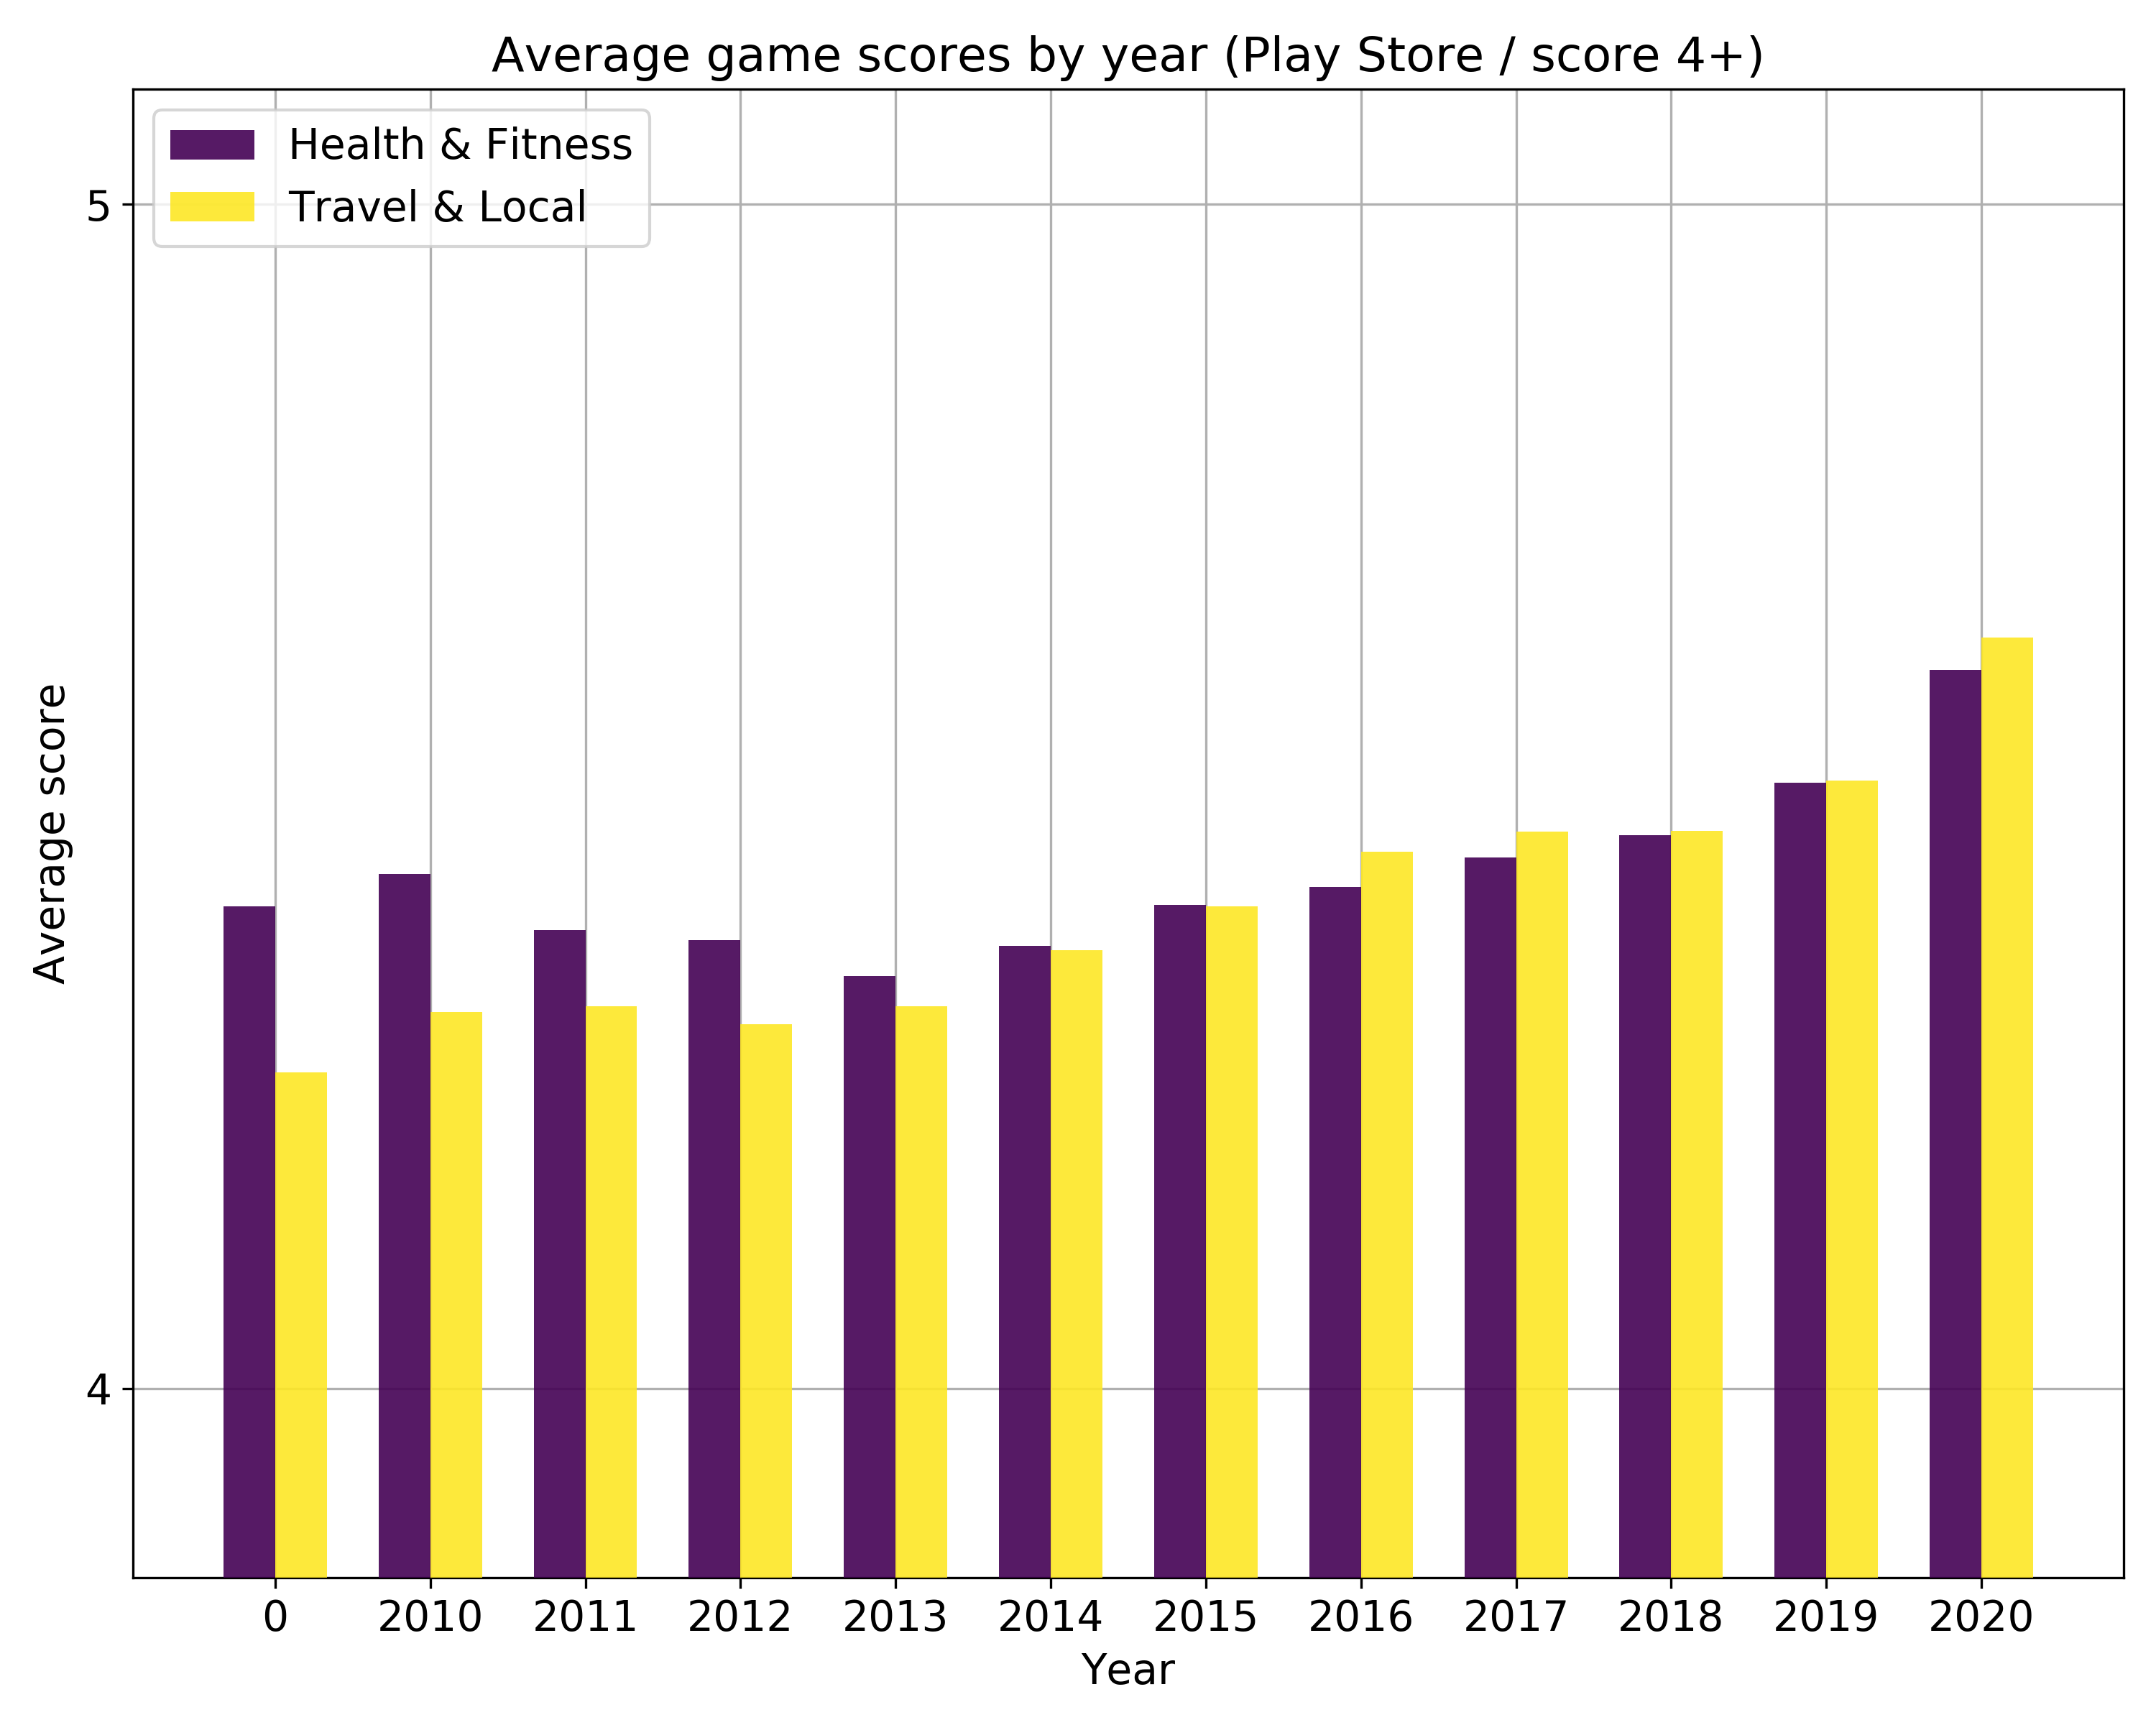 Average game scores by year (Play Store / score 4+)
Health & Fitness
Travel & Local
5
4
Average score
0 2010 2011 2012 2013 2014 2015 2016 2017 2018 2019 2020
Year